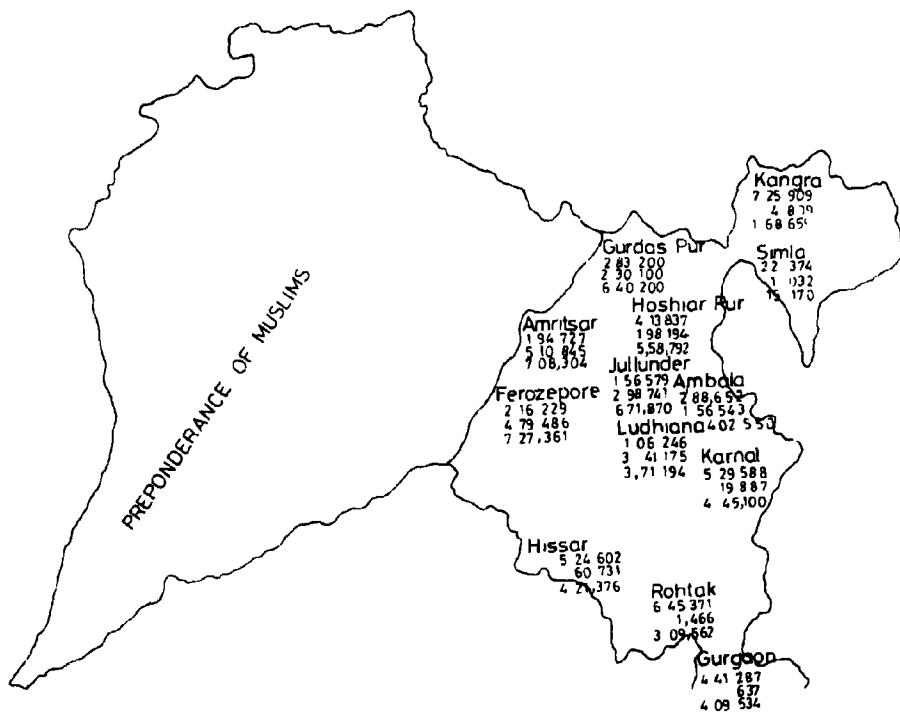 Kangra
7 25 909
4 8
1 68 65
Simla
22 374
1 032
15 170
Gurdas Pur
2 83 200
2 30 100
6 40 200
Hoshiar Pur
4 13 837
1 98 194
5,58,792
Amritsar
1 94 727
5 10 845
7 08,304
Jullunder
1 56 579
2 98 741
6 71,870
Ambala
2 88,652
1 56 543
402 550
Ferozepore
2 16 229
4 79 486
7 27,361
Ludhiana
1 06 246
3 41 175
3,71 194
Karnal
5 29 588
19 887
4 45,100
PREPONDERANCE OF MUSLIMS
Hissar
5 24 602
60 731
4 21,376
Rohtak
6 45 371
1,466
3 09,562
Gurgaon
4 41 287
637
4 09 534